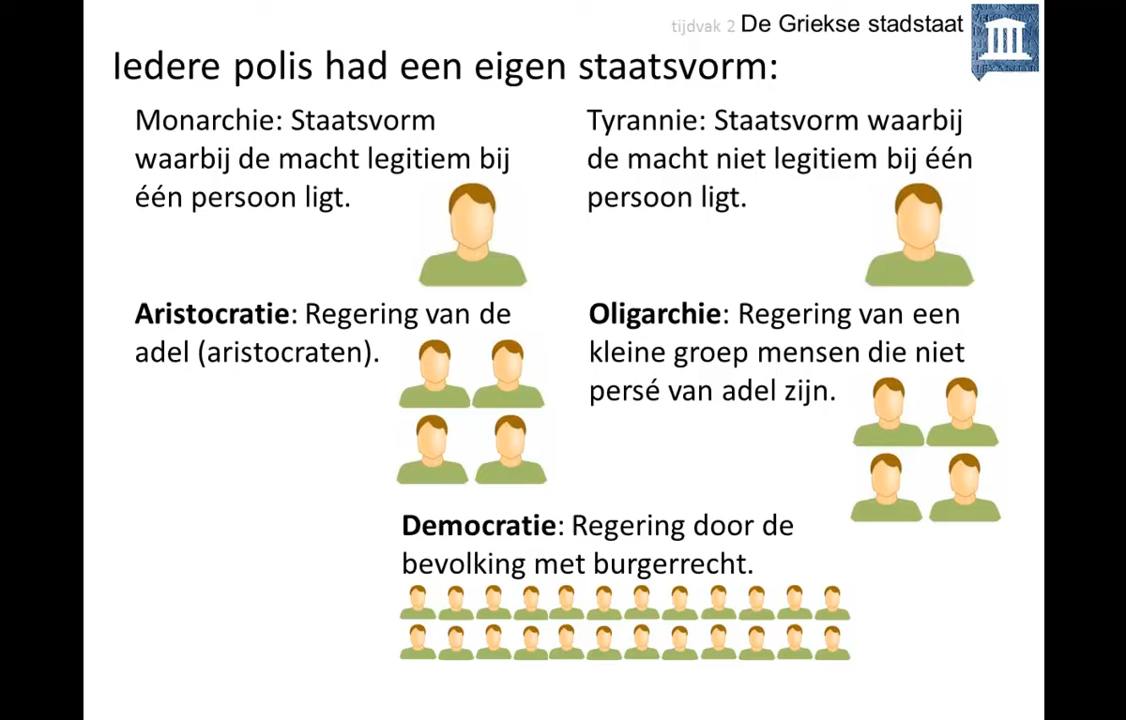 tijdvak 2 De Griekse stadstaat
Iedere polis had een eigen staatsvorm:
Monarchie: Staatsvorm
waarbij de macht legitiem bij
één persoon ligt.
Tyrannie: Staatsvorm waarbij
de macht niet legitiem bij één
persoon ligt.
Aristocratie: Regering van de
adel (aristocraten).
Oligarchie: Regering van een
kleine groep mensen die niet
persé van adel zijn.
Democratie: Regering door de
bevolking met burgerrecht.